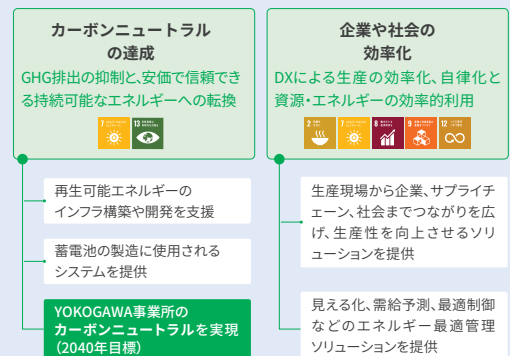 カーボンニュートラル
の達成
GHG排出の抑制と、安価で信頼でき
る持続可能なエネルギーへの転換
7
13
再生可能エネルギーの
インフラ構築や開発を支援
蓄電池の製造に使用される
システムを提供
YOKOGAWA事業所の
カーボンニュートラルを実現
(2040年目標)
企業や社会の
効率化
DXによる生産の効率化、自律化と
資源・エネルギーの効率的利用
2
7
8
9
12
生産現場から企業、サプライチ
ェーン、社会までつながりを広
げ、生産性を向上させるソリ
ューションを提供
見える化、需給予測、最適制御
などのエネルギー最適管理
ソリューションを提供